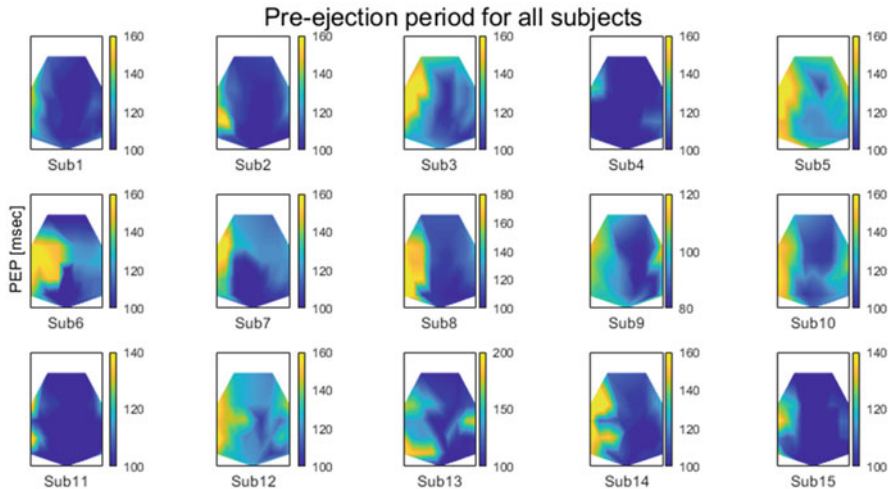 Pre-ejection period for all subjects
160 160 160 160 160
140 140 140 140 140
120 120 120 120 120
100 100 100 100 100
Sub1 Sub2 Sub3 Sub4 Sub5
PEP [msec]
160 160 180 120 160
140 140 160 140
140 100
120 120 120 120
100 100 100 80 100
Sub6 Sub7 Sub8 Sub9 Sub10
140 160 200 160 140
140 140
120 150 120
120 120
100 100 100 100 100
Sub11 Sub12 Sub13 Sub14 Sub15